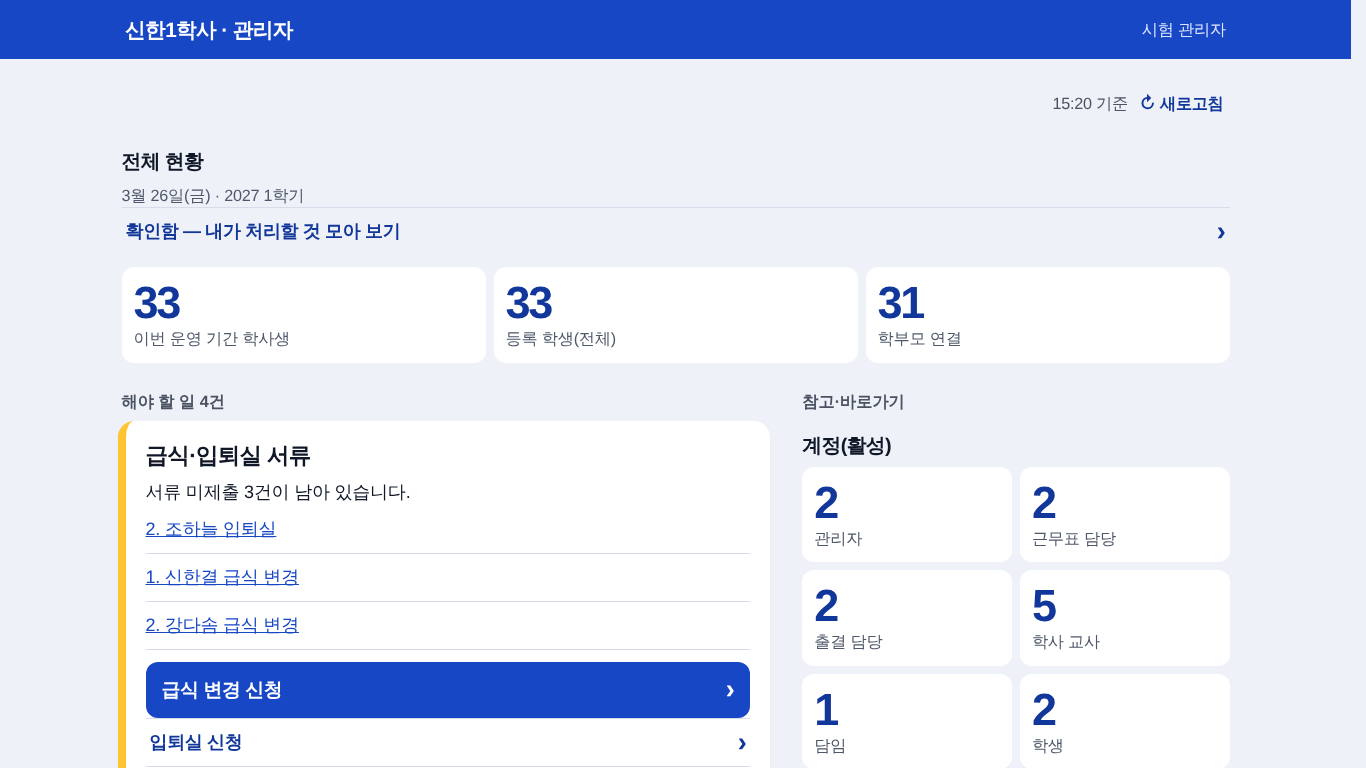 신한1학사 · 관리자
시험 관리자
15:20 기준 ↻ 새로고침
전체 현황
3월 26일(금) · 2027 1학기
확인함 — 내가 처리할 것 모아 보기 ›
33
이번 운영 기간 학사생
33
등록 학생(전체)
31
학부모 연결
해야 할 일 4건
급식·입퇴실 서류
서류 미제출 3건이 남아 있습니다.
2. 조하늘 입퇴실
1. 신한결 급식 변경
2. 강다솜 급식 변경
급식 변경 신청 ›
입퇴실 신청 ›
참고·바로가기
계정(활성)
2
관리자
2
근무표 담당
2
출결 담당
5
학사 교사
1
담임
2
학생